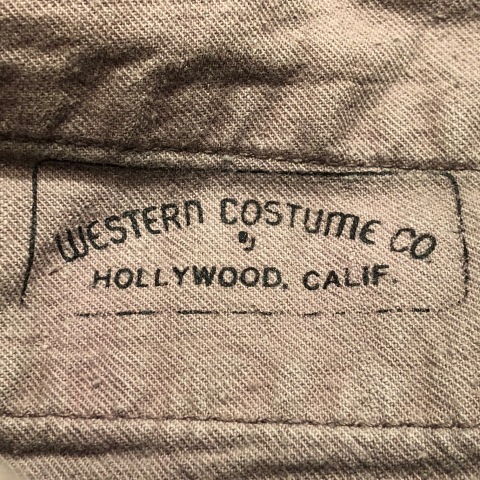 WESTERN COSTUME CO
HOLLYWOOD, CALIF.